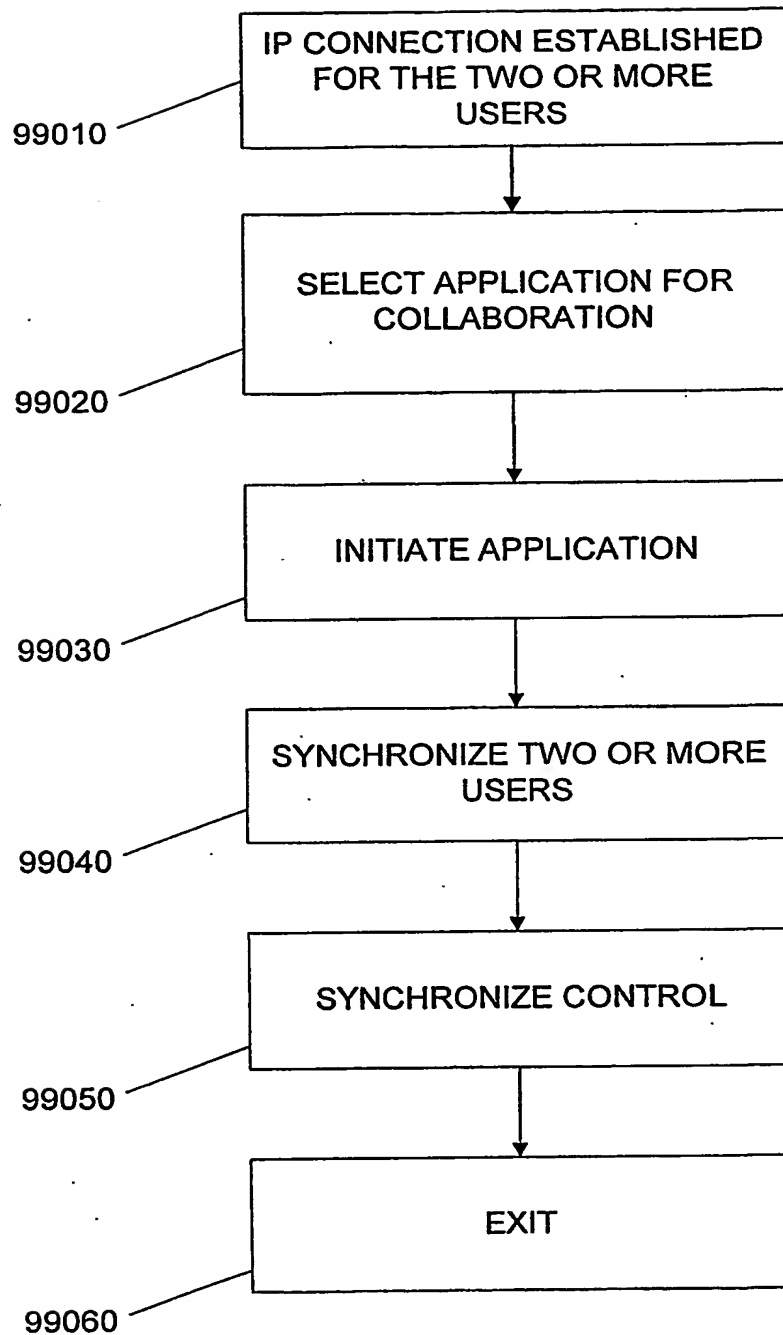 IP CONNECTION ESTABLISHED
FOR THE TWO OR MORE
USERS
99010
SELECT APPLICATION FOR
COLLABORATION
99020
INITIATE APPLICATION
99030
SYNCHRONIZE TWO OR MORE
USERS
99040
SYNCHRONIZE CONTROL
99050
EXIT
99060